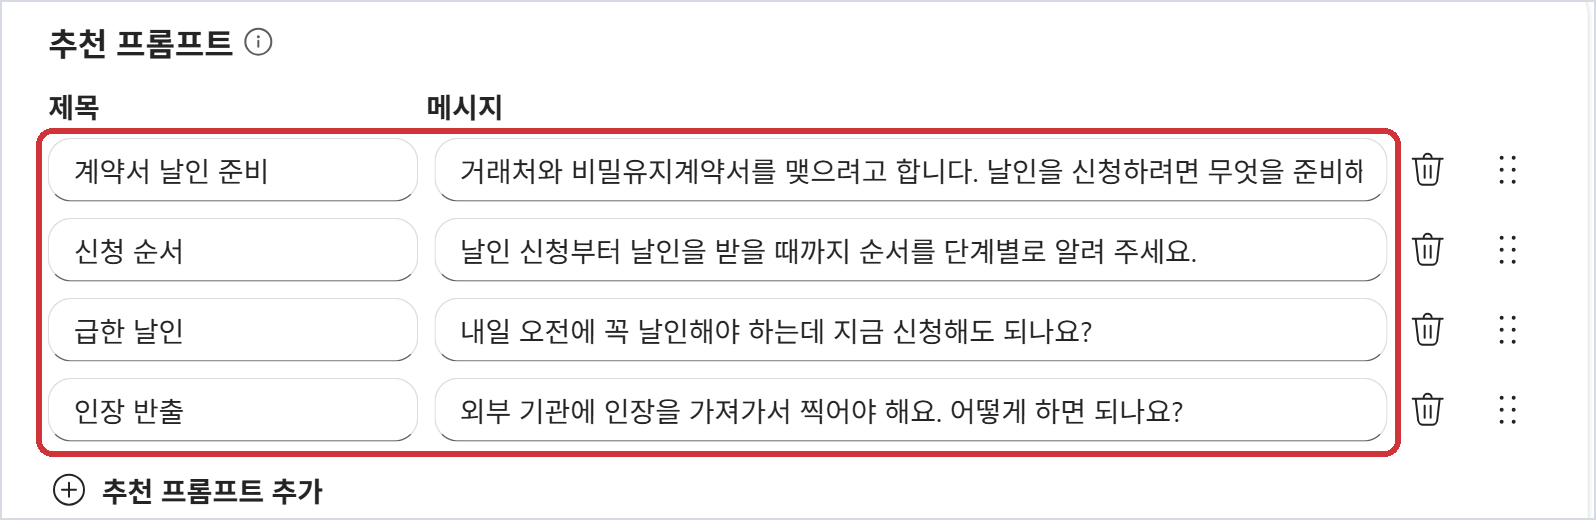 추천 프롬프트
제목 메시지
계약서 날인 준비 거래처와 비밀유지계약서를 맺으려고 합니다. 날인을 신청하려면 무엇을 준비해
신청 순서 날인 신청부터 날인을 받을 때까지 순서를 단계별로 알려 주세요.
급한 날인 내일 오전에 꼭 날인해야 하는데 지금 신청해도 되나요?
인장 반출 외부 기관에 인장을 가져가서 찍어야 해요. 어떻게 하면 되나요?
추천 프롬프트 추가